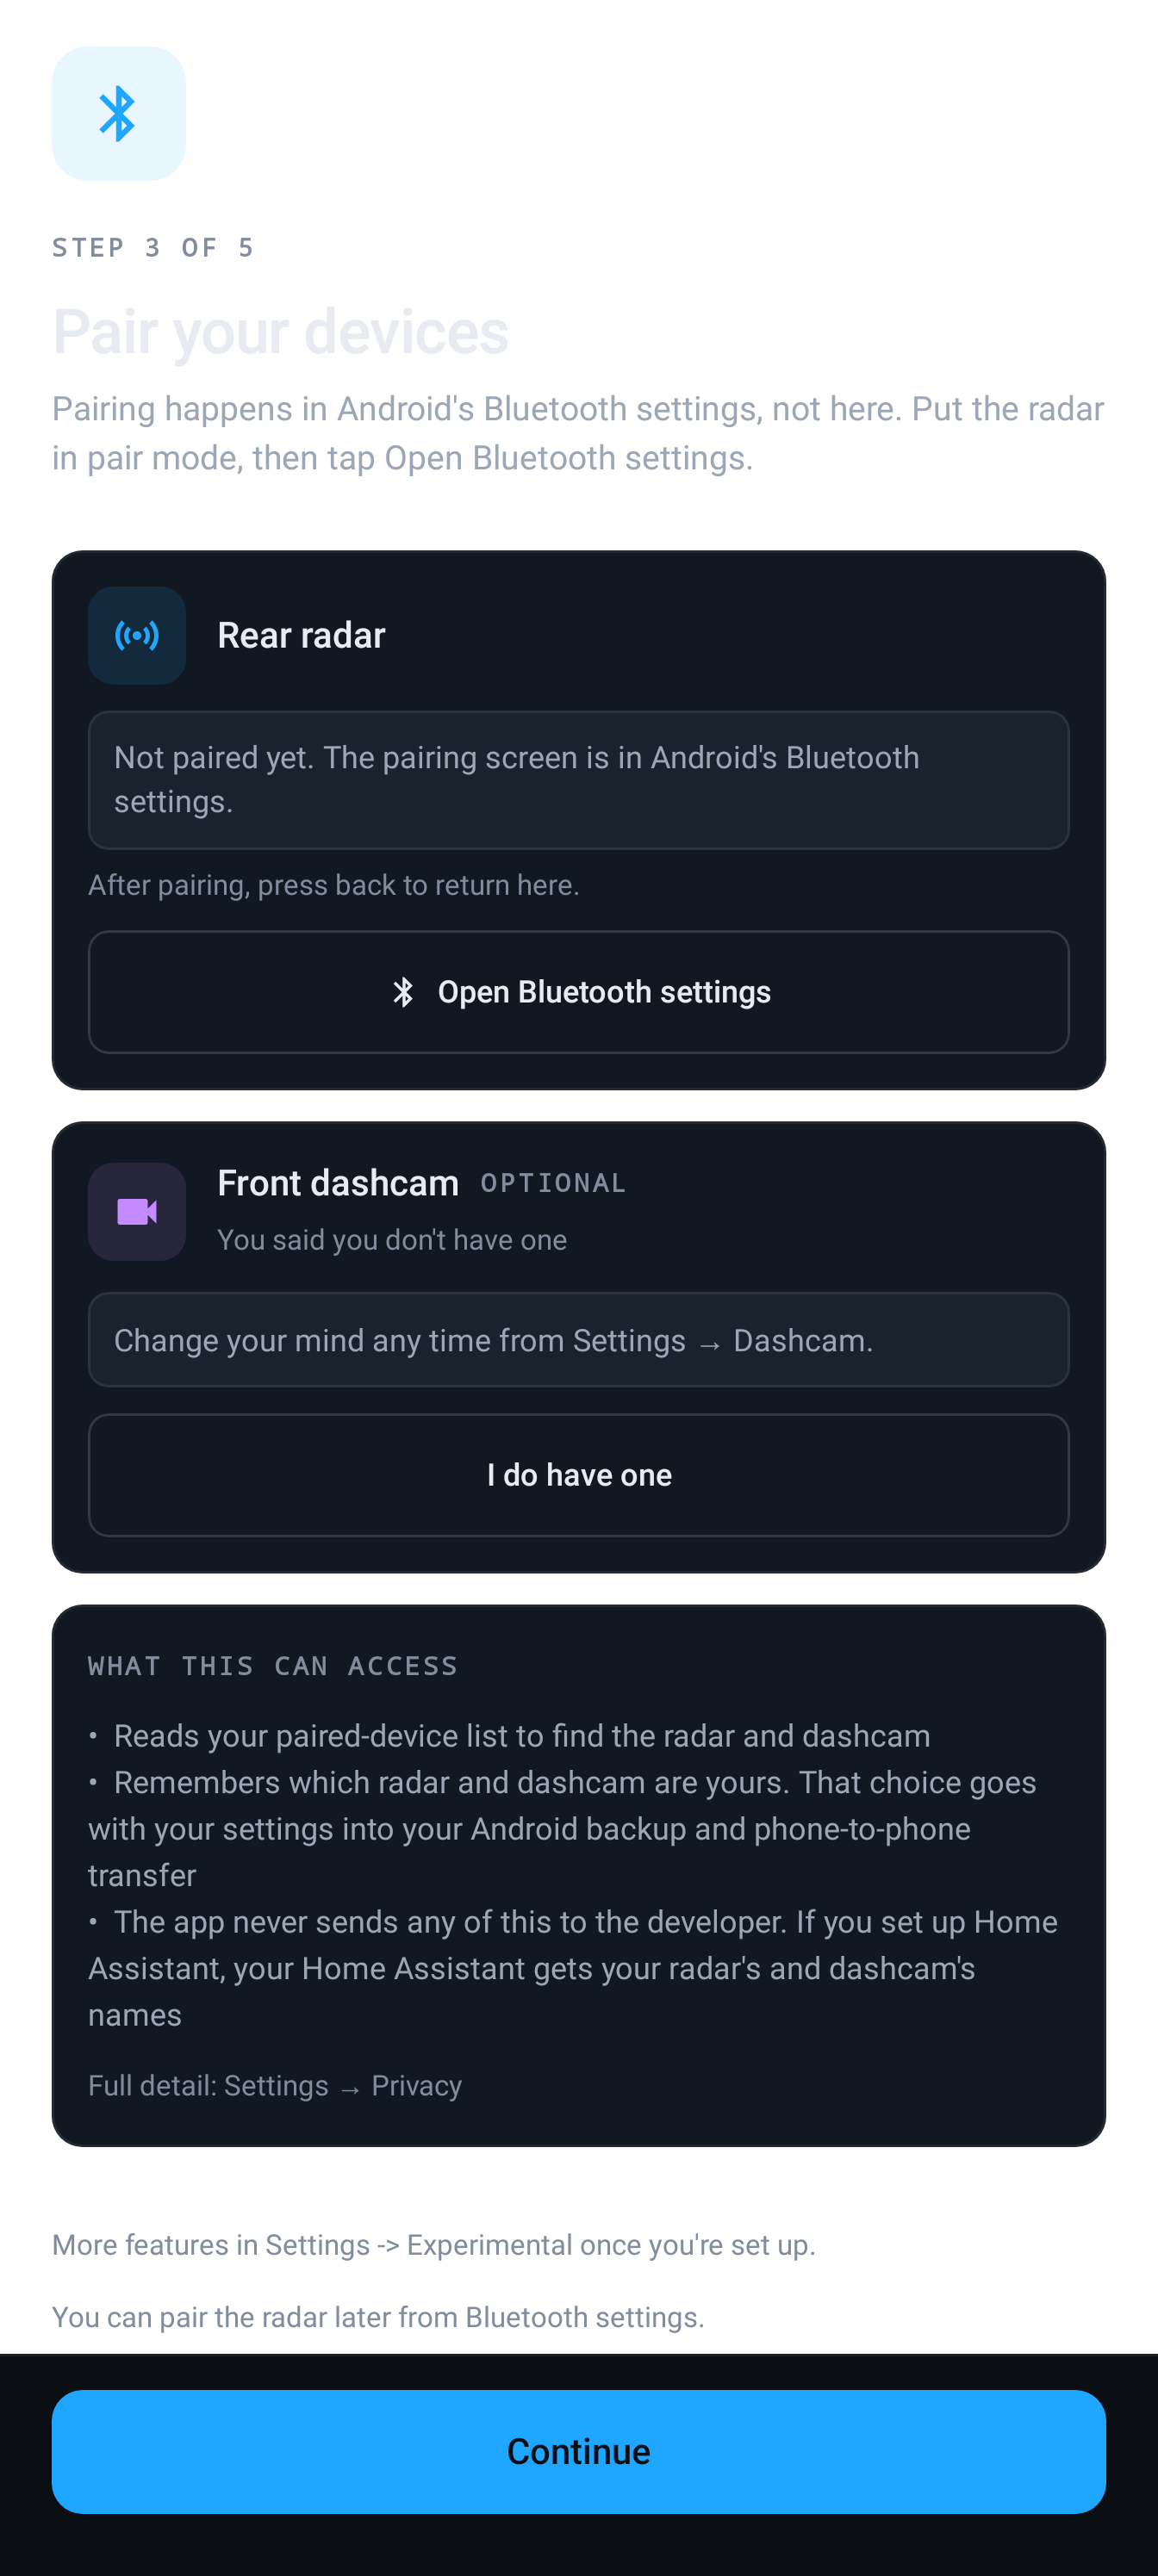 STEP 3 OF 5
Pair your devices
Pairing happens in Android's Bluetooth settings, not here. Put the radar
in pair mode, then tap Open Bluetooth settings.
Rear radar
Not paired yet. The pairing screen is in Android's Bluetooth
settings.
After pairing, press back to return here.
Open Bluetooth settings
Front dashcam OPTIONAL
You said you don't have one
Change your mind any time from Settings → Dashcam.
I do have one
WHAT THIS CAN ACCESS
• Reads your paired-device list to find the radar and dashcam
• Remembers which radar and dashcam are yours. That choice goes
with your settings into your Android backup and phone-to-phone
transfer
• The app never sends any of this to the developer. If you set up Home
Assistant, your Home Assistant gets your radar's and dashcam's
names
Full detail: Settings → Privacy
More features in Settings -> Experimental once you're set up.
You can pair the radar later from Bluetooth settings.
Continue